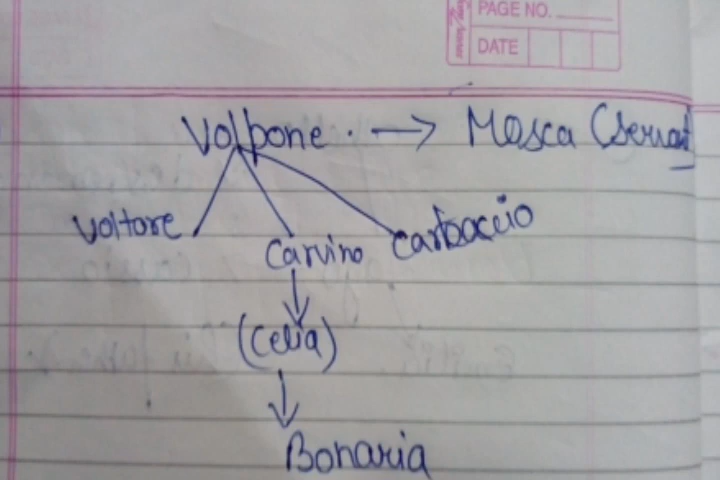 PAGE NO.
DATE
Volpone. → Mosca (servant
Voltore
Carvino Carbaccio
(Celia)
Bonaria